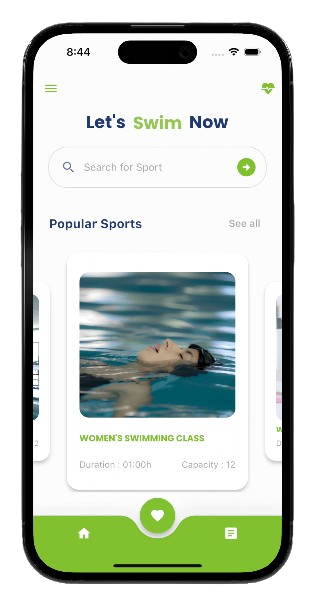 8:44
Let's Swim Now
Search for Sport
Popular Sports
See all
WOMEN'S SWIMMING CLASS
Duration : 01:00h
Capacity : 12
2